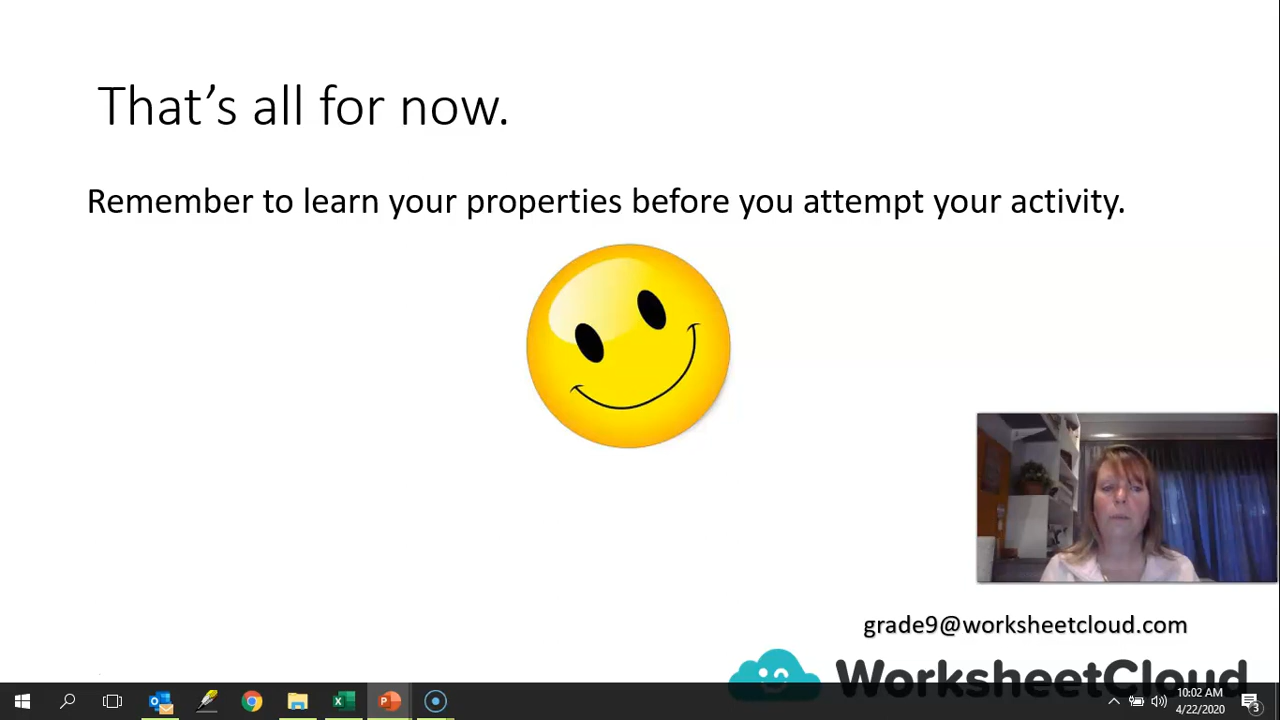 That's all for now.
Remember to learn your properties before you attempt your activity.
grade9@worksheetcloud.com
WorksheetCloud
10:02 AM
4/22/2020
3